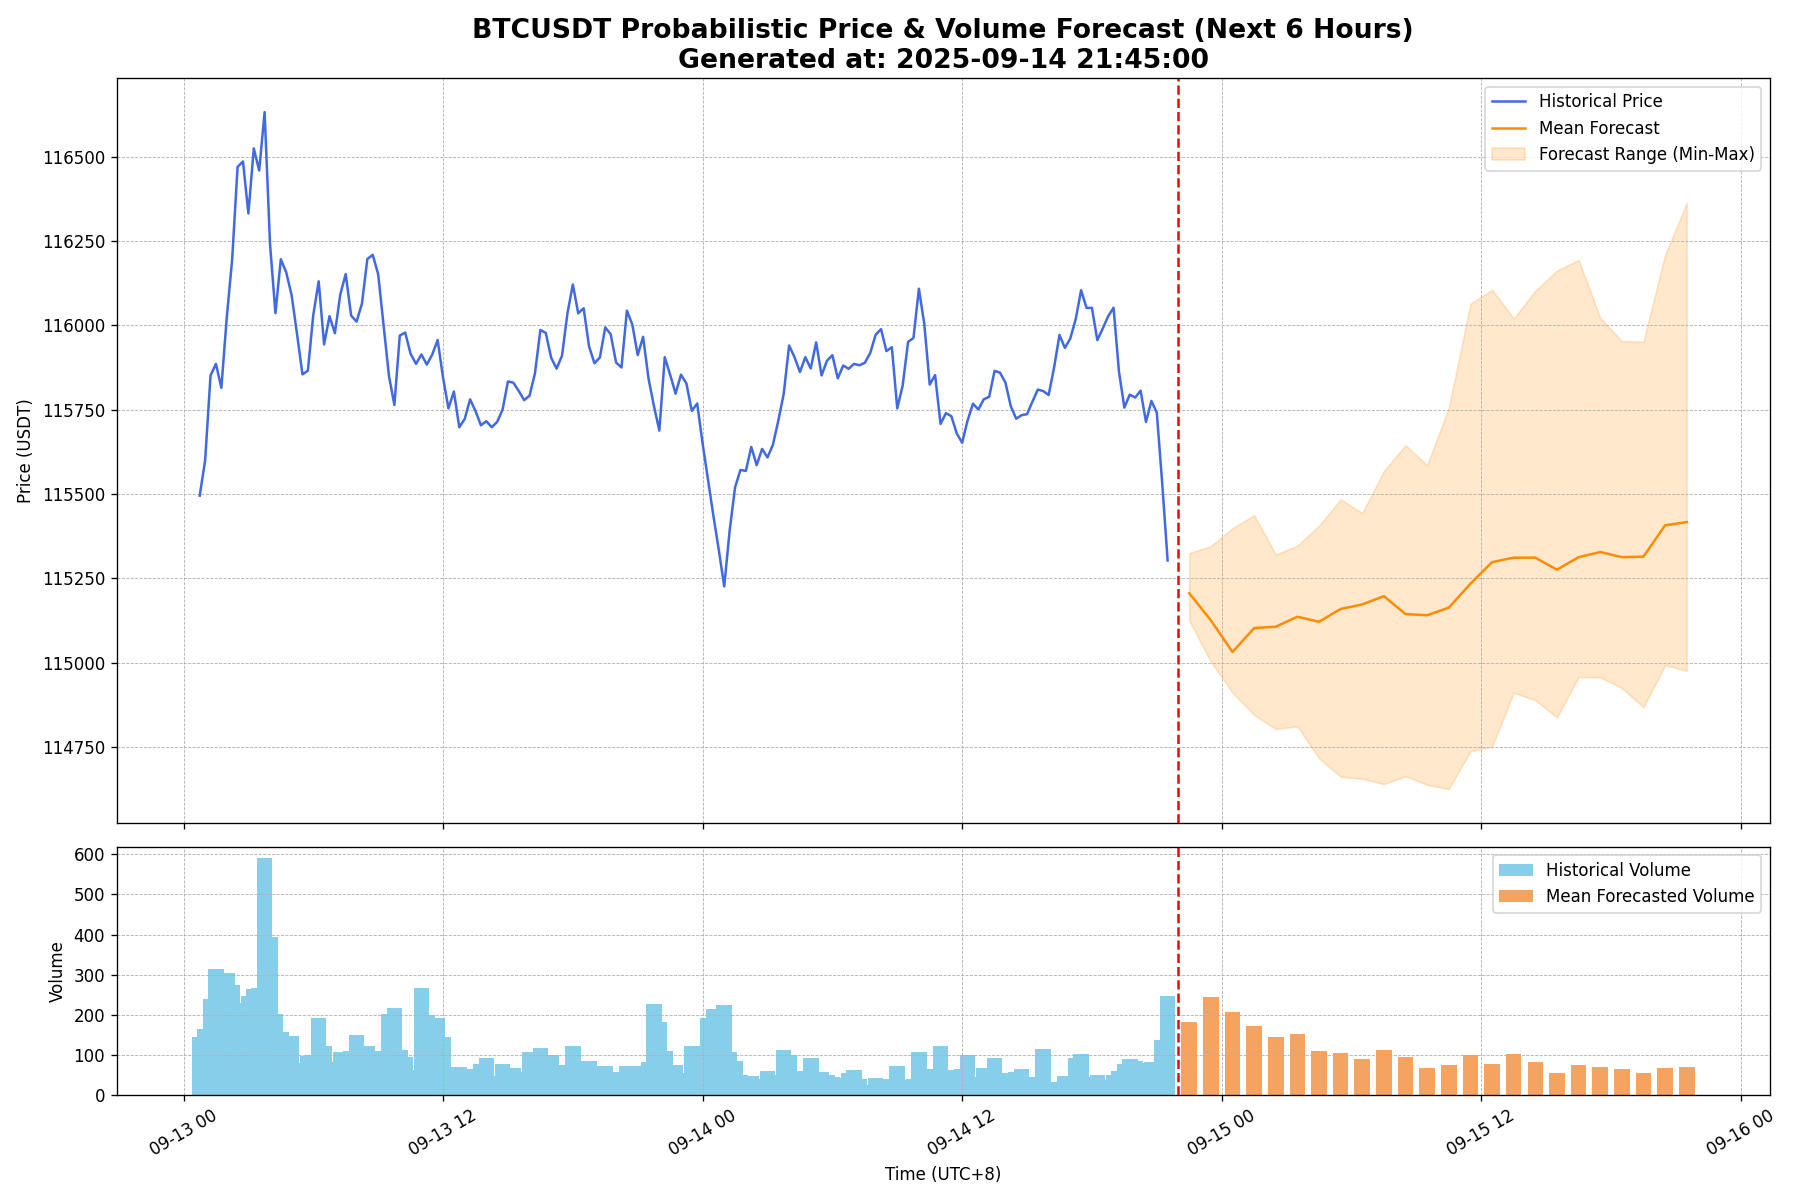 BTCUSDT Probabilistic Price & Volume Forecast (Next 6 Hours)
Generated at: 2025-09-14 21:45:00
Historical Price
Mean Forecast
Forecast Range (Min-Max)
Price (USDT)
116500
116250
116000
115750
115500
115250
115000
114750
Historical Volume
Mean Forecasted Volume
Volume
600
500
400
300
200
100
0
09-13 00
09-13 12
09-14 00
09-14 12
09-15 00
09-15 12
09-16 00
Time (UTC+8)